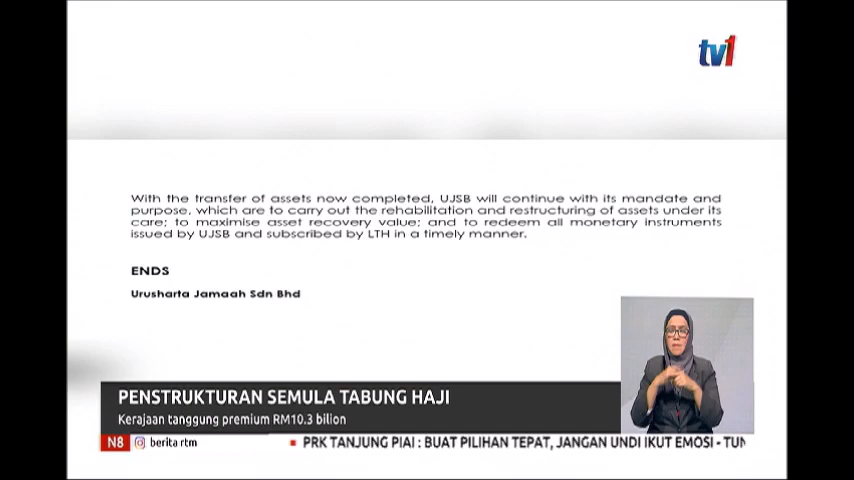 tv1
With the transfer of assets now completed, UJSB will continue with its mandate and
purpose, which are to carry out the rehabilitation and restructuring of assets under its
care; to maximise asset recovery value; and to redeem all monetary instruments
issued by UJSB and subscribed by LTH in a timely manner.
ENDS
Urusharta Jamaah Sdn Bhd
PENSTRUKTURAN SEMULA TABUNG HAJI
Kerajaan tanggung premium RM10.3 bilion
N8 berita rtm PRK TANJUNG PIAI : BUAT PILIHAN TEPAT, JANGAN UNDI IKUT EMOSI - TUN